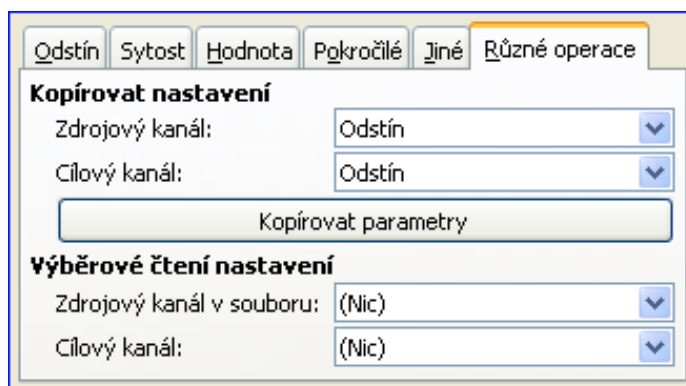 Odstín Sytost Hodnota Pokročilé Jiné Různé operace
Kopírovat nastavení
Zdrojový kanál: Odstín
Cílový kanál: Odstín
Kopírovat parametry
Výběrové čtení nastavení
Zdrojový kanál v souboru: (Nic)
Cílový kanál: (Nic)